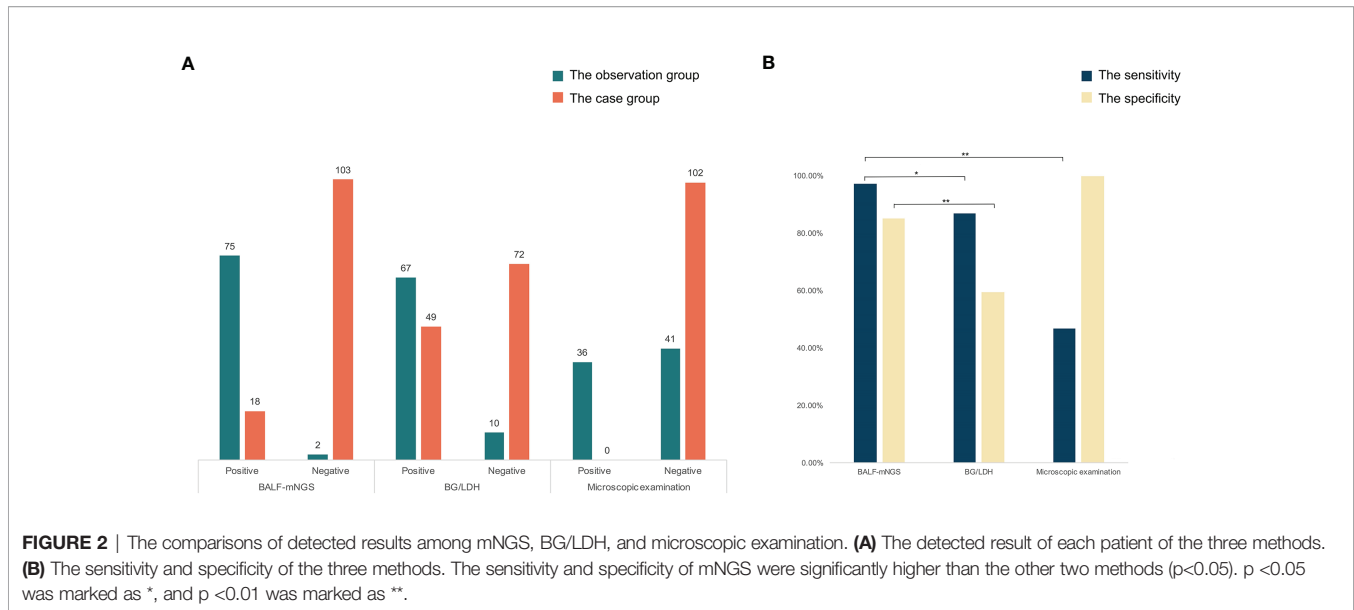 A
The observation group
The case group
103
102
75
72
67
49
41
36
18
10
2
0
Positive Negative Positive Negative Positive Negative
BALF-mNGS BG/LDH Microscopic examination
B
The sensitivity
The specificity
**
*
**
100.00%
80.00%
60.00%
40.00%
20.00%
0.00%
BALF-mNGS BG/LDH Microscopic examination
FIGURE 2 | The comparisons of detected results among mNGS, BG/LDH, and microscopic examination. (A) The detected result of each patient of the three methods.
(B) The sensitivity and specificity of the three methods. The sensitivity and specificity of mNGS were significantly higher than the other two methods (p<0.05). p <0.05
was marked as *, and p <0.01 was marked as **.